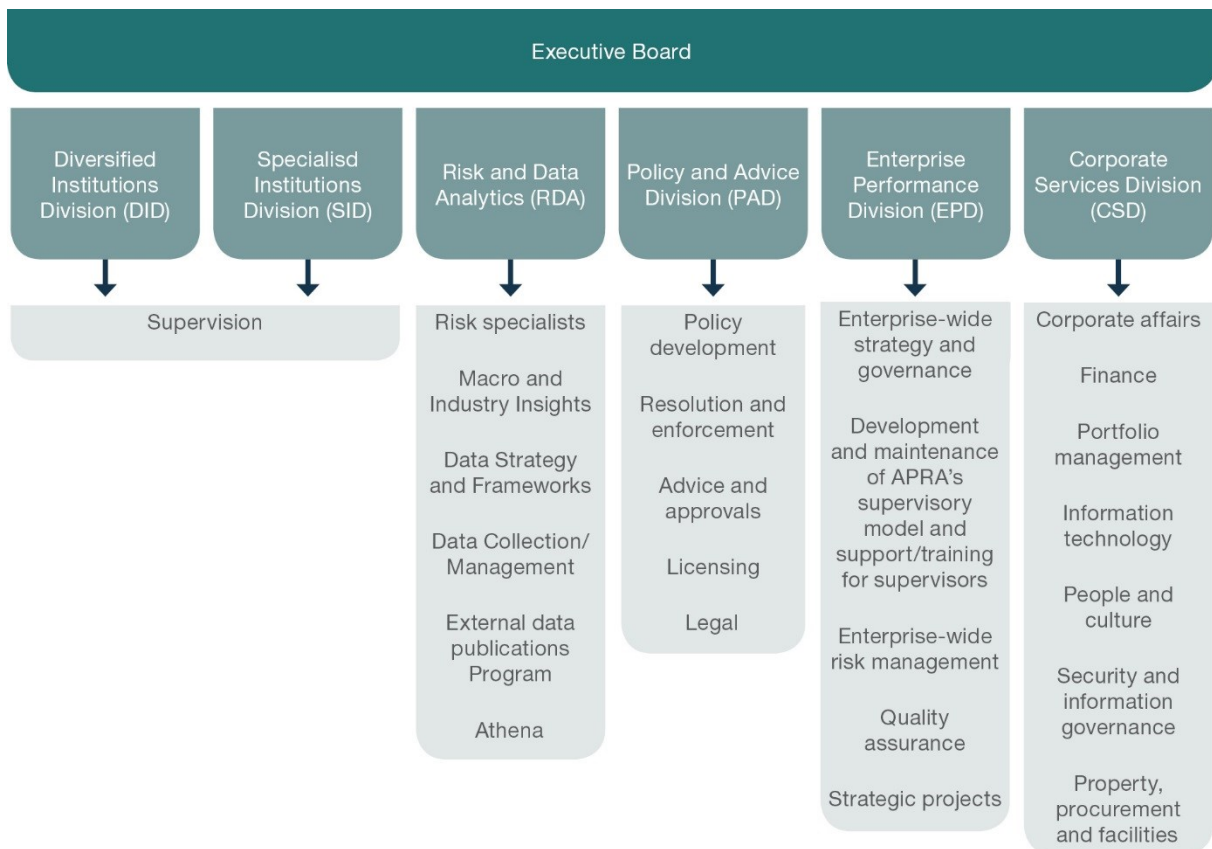 Executive Board
Diversified
Institutions
Division (DID)
Specialisd
Institutions
Division (SID)
Risk and Data
Analytics (RDA)
Policy and Advice
Division (PAD)
Enterprise
Performance
Division (EPD)
Corporate
Services Division
(CSD)
Supervision
Risk specialists
Macro and
Industry Insights
Data Strategy
and Frameworks
Data Collection/
Management
External data
publications
Program
Athena
Policy
development
Resolution and
enforcement
Advice and
approvals
Licensing
Legal
Enterprise-wide
strategy and
governance
Development
and maintenance
of APRA’s
supervisory
model and
support/training
for supervisors
Enterprise-wide
risk management
Quality
assurance
Strategic projects
Corporate affairs
Finance
Portfolio
management
Information
technology
People and
culture
Security and
information
governance
Property,
procurement
and facilities